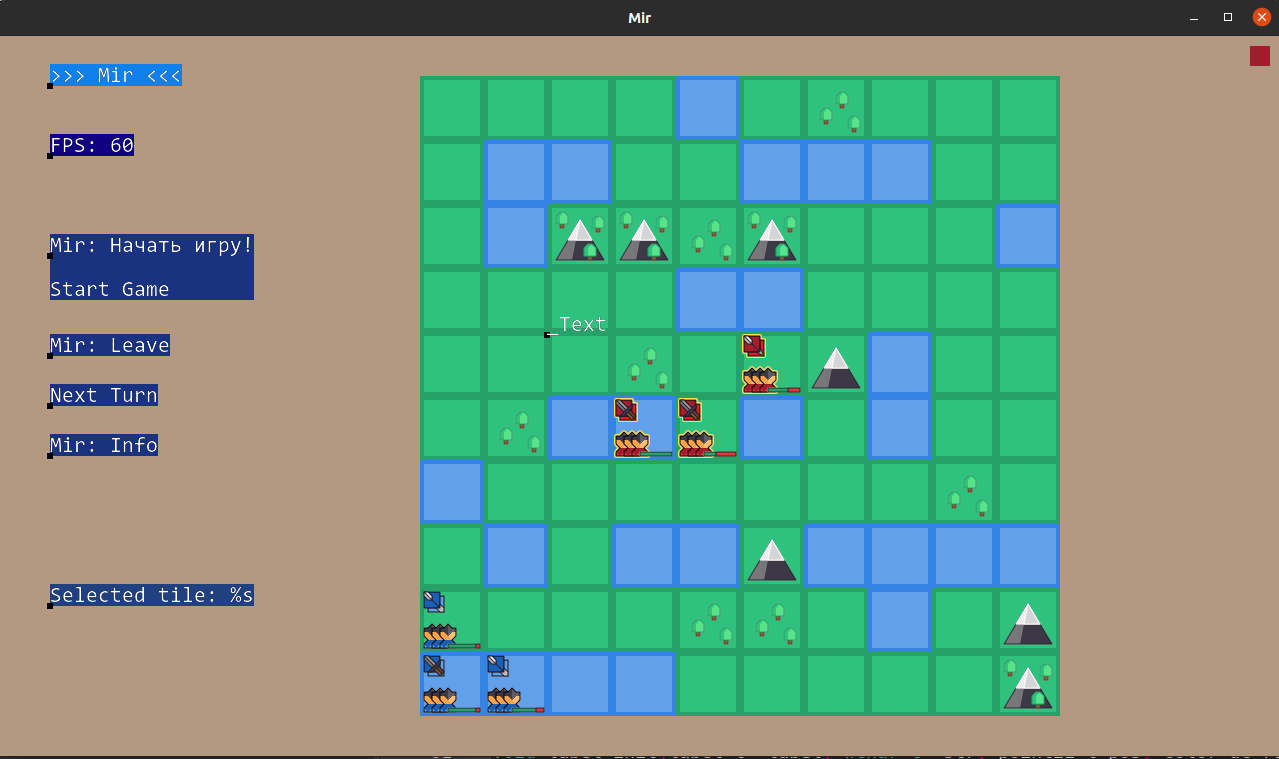 Mir
>>> Mir <<<
FPS: 60
Mir: Начать игру!
Start Game
Text
Mir: Leave
Next Turn
Mir: Info
Selected tile: %s